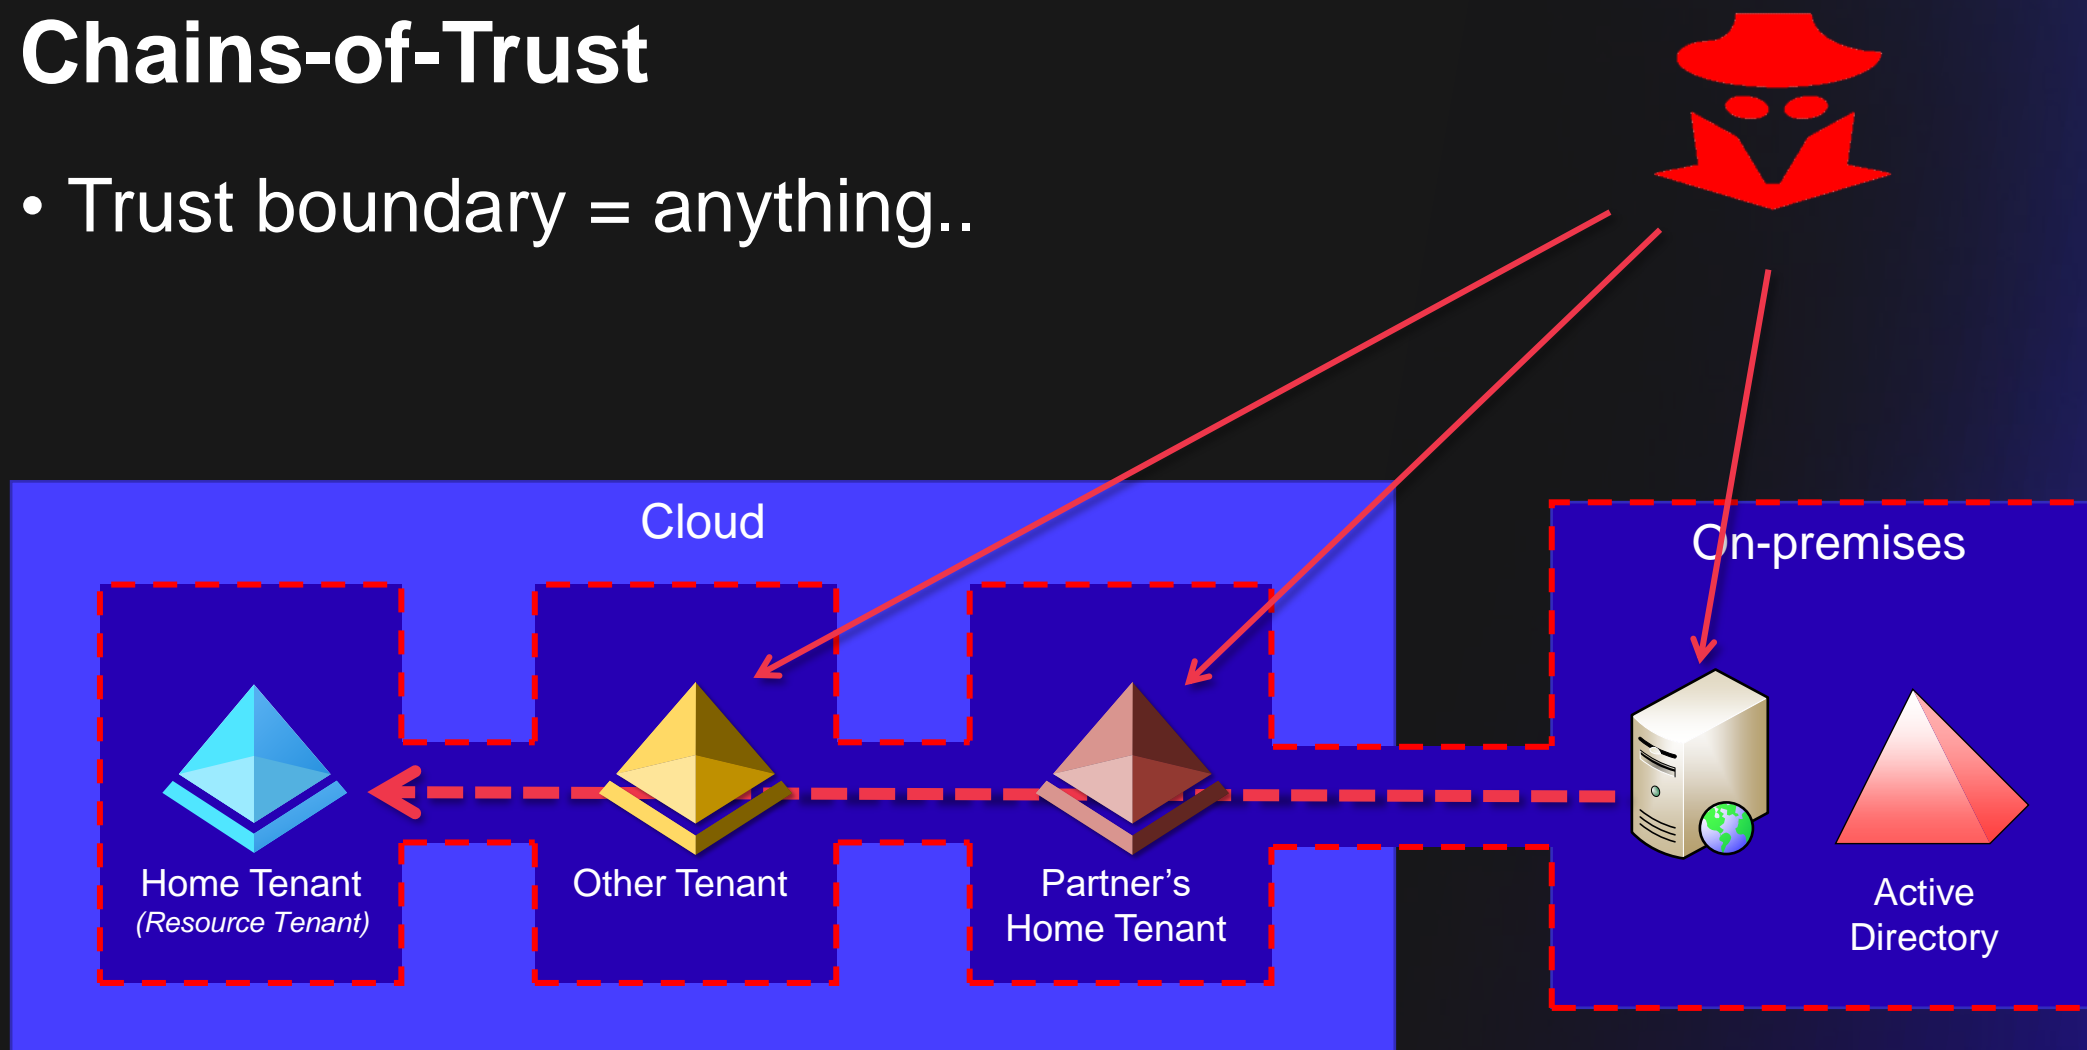 Chains-of-Trust
• Trust boundary = anything..
Cloud
On-premises
Home Tenant
(Resource Tenant)
Other Tenant
Partner’s
Home Tenant
Active
Directory